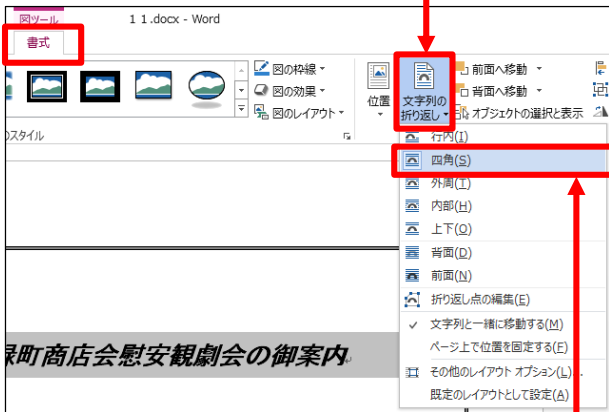 図ツール
1 1.docx - Word
書式
図の枠線
図の効果
図のレイアウト
位置
文字列の
折り返し
前面へ移動
背面へ移動
オブジェクトの選択と表示
スタイル
行内(I)
四角(S)
外周(T)
内部(H)
上下(O)
背面(D)
前面(N)
折り返し点の編集(E)
✓ 文字列と一緒に移動する(M)
ページ上で位置を固定する(F)
その他のレイアウト オプション(L)...
既定のレイアウトとして設定(A)
町商店会慰安観劇会の御案内